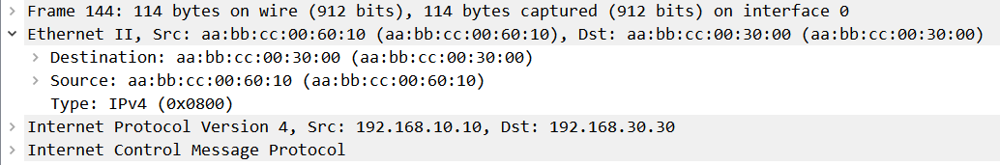 Frame 144: 114 bytes on wire (912 bits), 114 bytes captured (912 bits) on interface 0
Ethernet II, Src: aa:bb:cc:00:60:10 (aa:bb:cc:00:60:10), Dst: aa:bb:cc:00:30:00 (aa:bb:cc:00:30:00)
Destination: aa:bb:cc:00:30:00 (aa:bb:cc:00:30:00)
Source: aa:bb:cc:00:60:10 (aa:bb:cc:00:60:10)
Type: IPv4 (0x0800)
Internet Protocol Version 4, Src: 192.168.10.10, Dst: 192.168.30.30
Internet Control Message Protocol